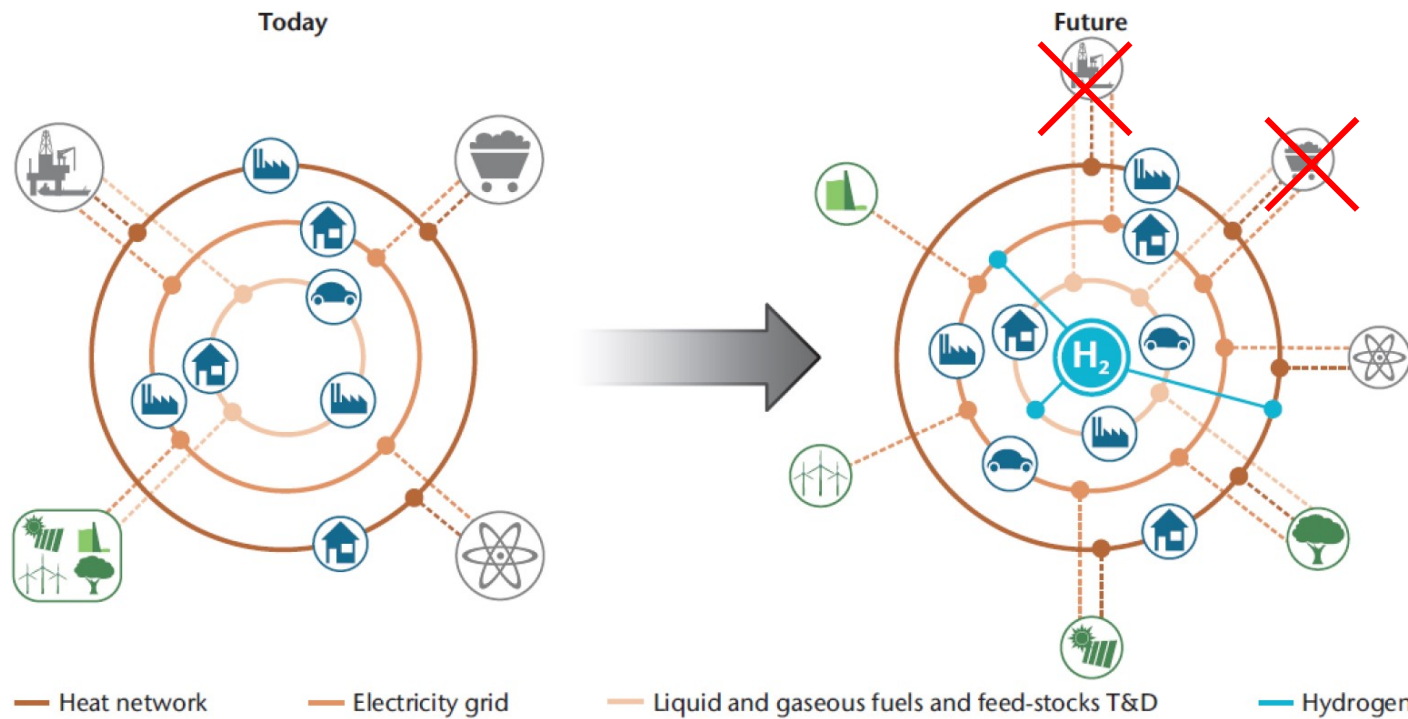 Today
Future
H2
Heat network
Electricity grid
Liquid and gaseous fuels and feed-stocks T&D
Hydrogen